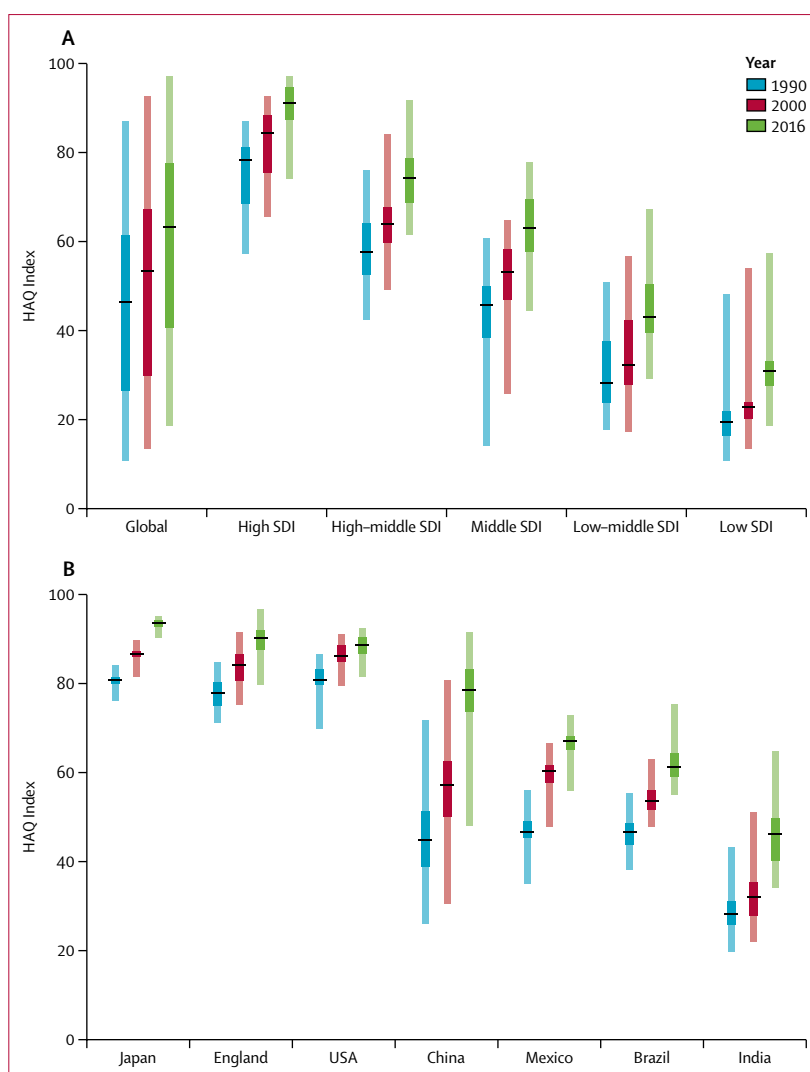 A
100
80
60
40
20
0
HAQ Index
Year
1990
2000
2016
Global
High SDI
High–middle SDI
Middle SDI
Low–middle SDI
Low SDI
B
100
80
60
40
20
0
HAQ Index
Japan
England
USA
China
Mexico
Brazil
India